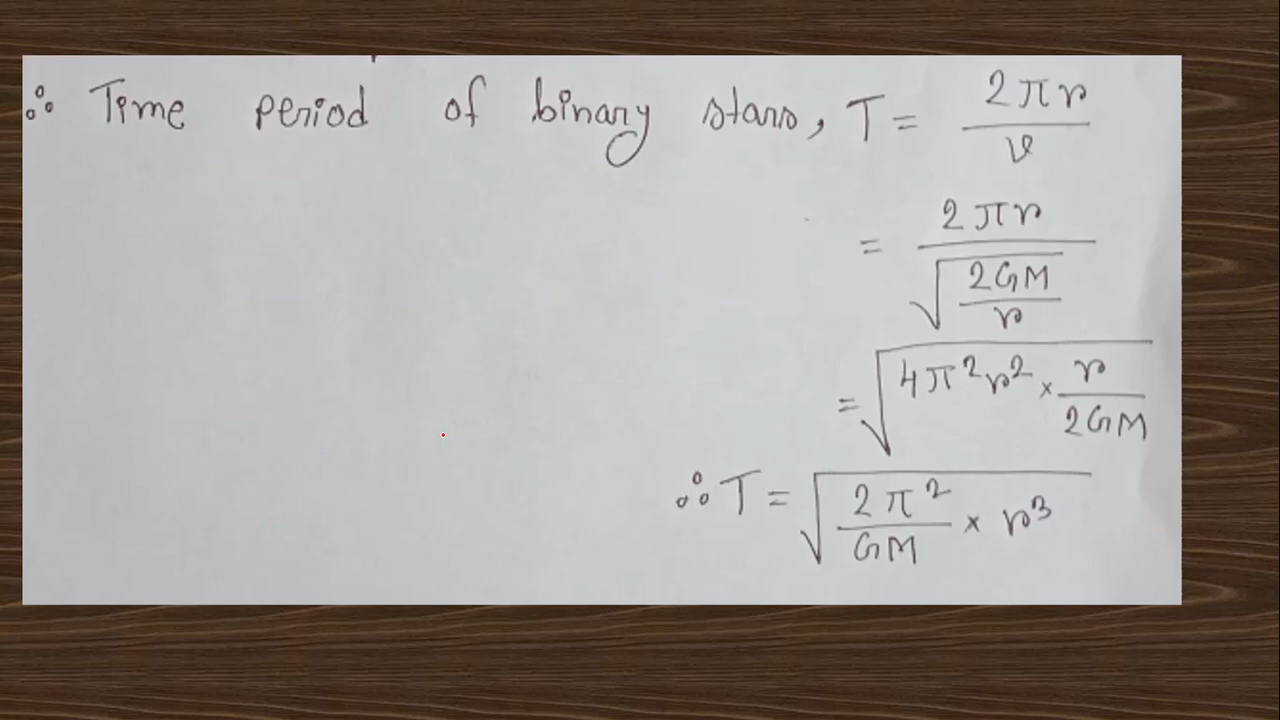 ∴ Time period of binary stars, T = 2πr / v
= 2πr / √(2GM / r)
= √(4π²r² × r / 2GM)
∴ T = √(2π² / GM × r³)